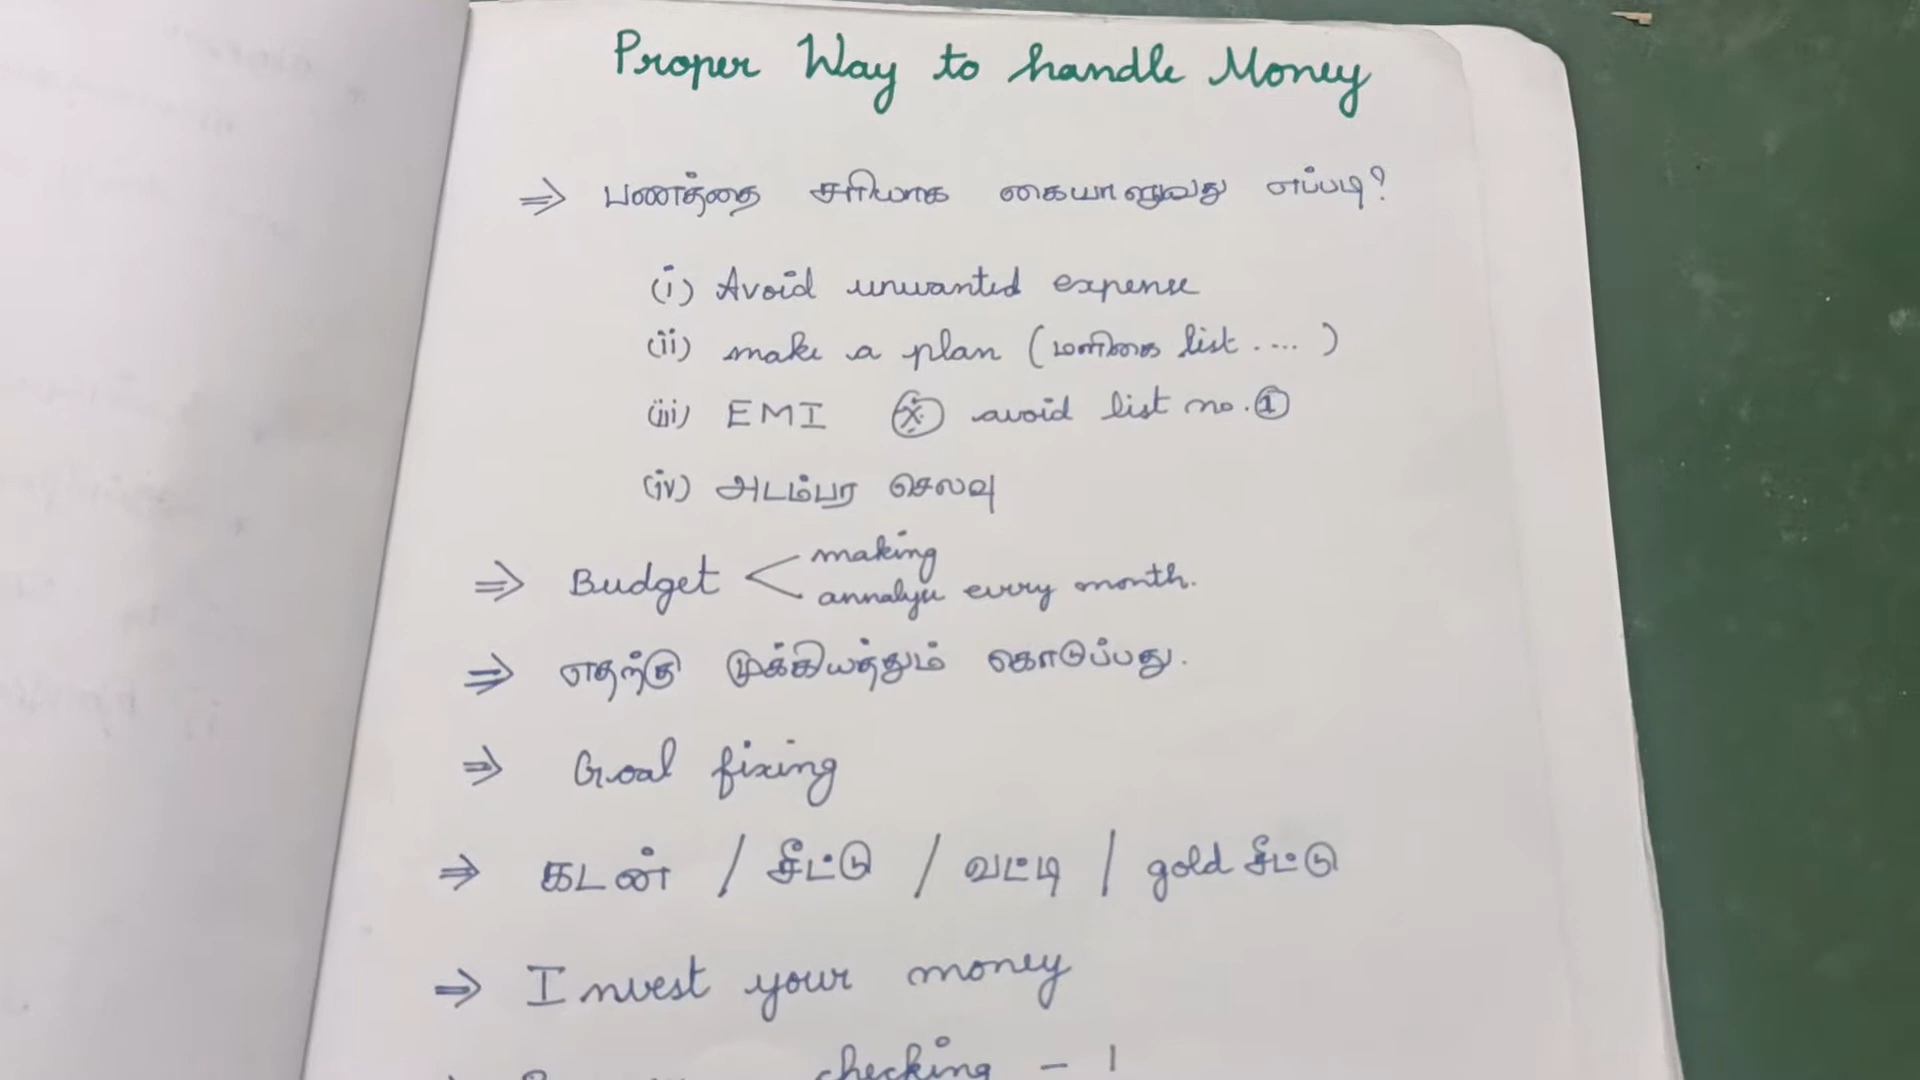 Proper Way to handle Money
⇒ பணத்தை சரியாக கையாளுவது எப்படி?
(i) Avoid unwanted expense
(ii) make a plan (மளிகை list ....)
(iii) EMI ⓧ avoid list no.①
(iv) அடம்பர செலவு
⇒ Budget < making
annalyse every month.
⇒ எதற்கு முக்கியத்தும் கொடுப்பது.
⇒ Goal fixing
⇒ கடன் / சீட்டு / வட்டி / gold சீட்டு
⇒ Invest your money
checking - 1